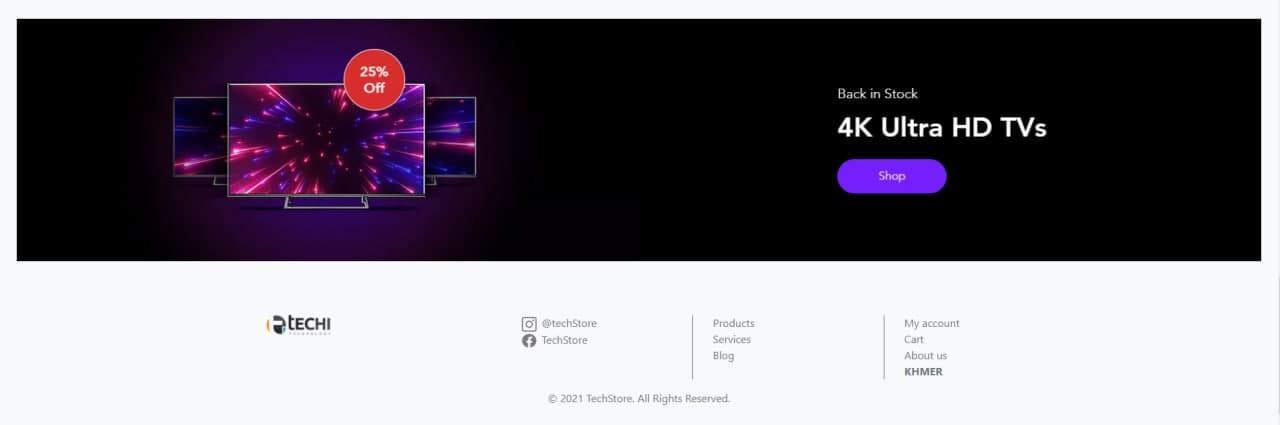 25%
Off
Back in Stock
4K Ultra HD TVs
Shop
TECHI
TECHNOLOGY
@techStore
TechStore
Products
Services
Blog
My account
Cart
About us
KHMER
© 2021 TechStore. All Rights Reserved.